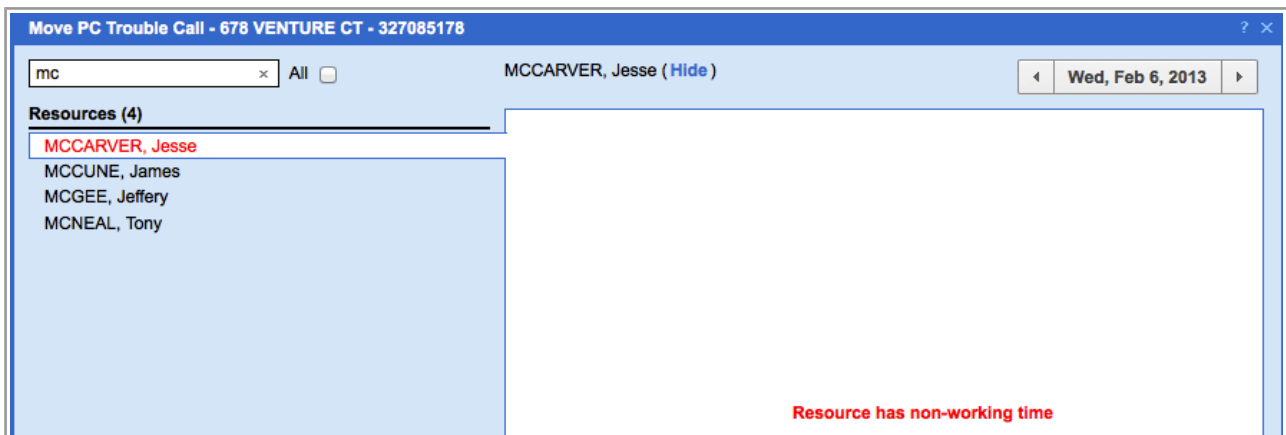 Move PC Trouble Call - 678 VENTURE CT - 327085178 ? ×
mc × All
MCCARVER, Jesse ( Hide )
Wed, Feb 6, 2013
Resources (4)
MCCARVER, Jesse
MCCUNE, James
MCGEE, Jeffery
MCNEAL, Tony
Resource has non-working time